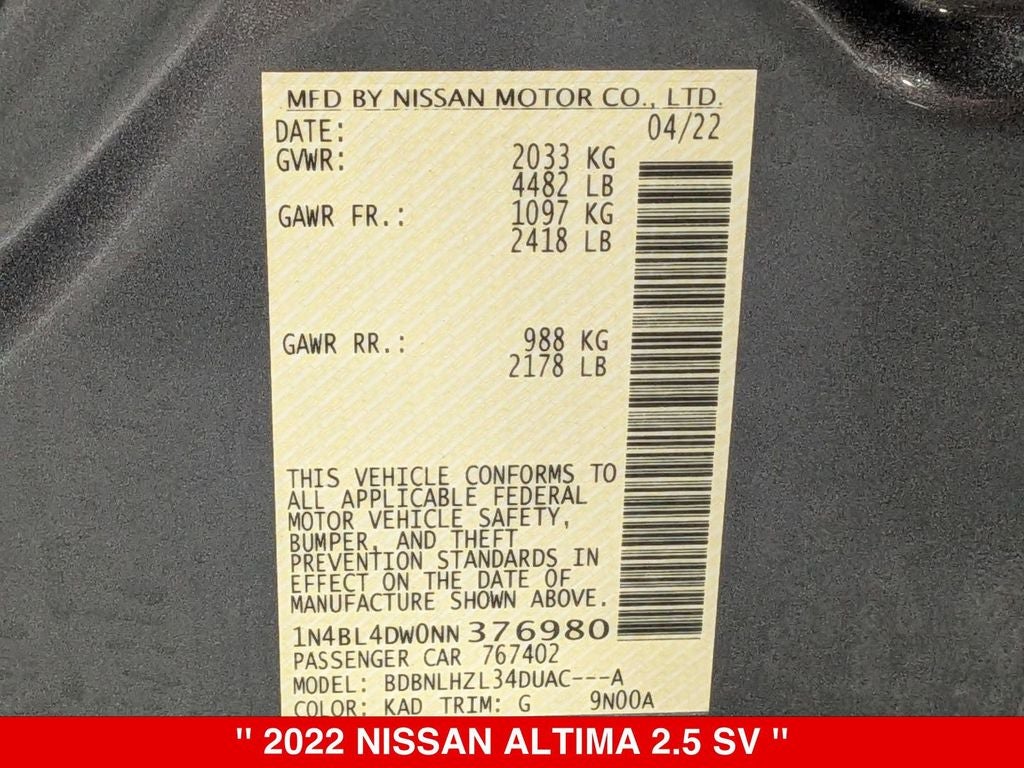 MFD BY NISSAN MOTOR CO., LTD.
DATE: 04/22
GVWR: 2033 KG
4482 LB
GAWR FR.: 1097 KG
2418 LB
GAWR RR.: 988 KG
2178 LB
THIS VEHICLE CONFORMS TO
ALL APPLICABLE FEDERAL
MOTOR VEHICLE SAFETY,
BUMPER, AND THEFT
PREVENTION STANDARDS IN
EFFECT ON THE DATE OF
MANUFACTURE SHOWN ABOVE.
1N4BL4DW0NN 376980
PASSENGER CAR 767402
MODEL: BDBNLHZL34DUAC---A
COLOR: KAD TRIM: G 9N00A
" 2022 NISSAN ALTIMA 2.5 SV "